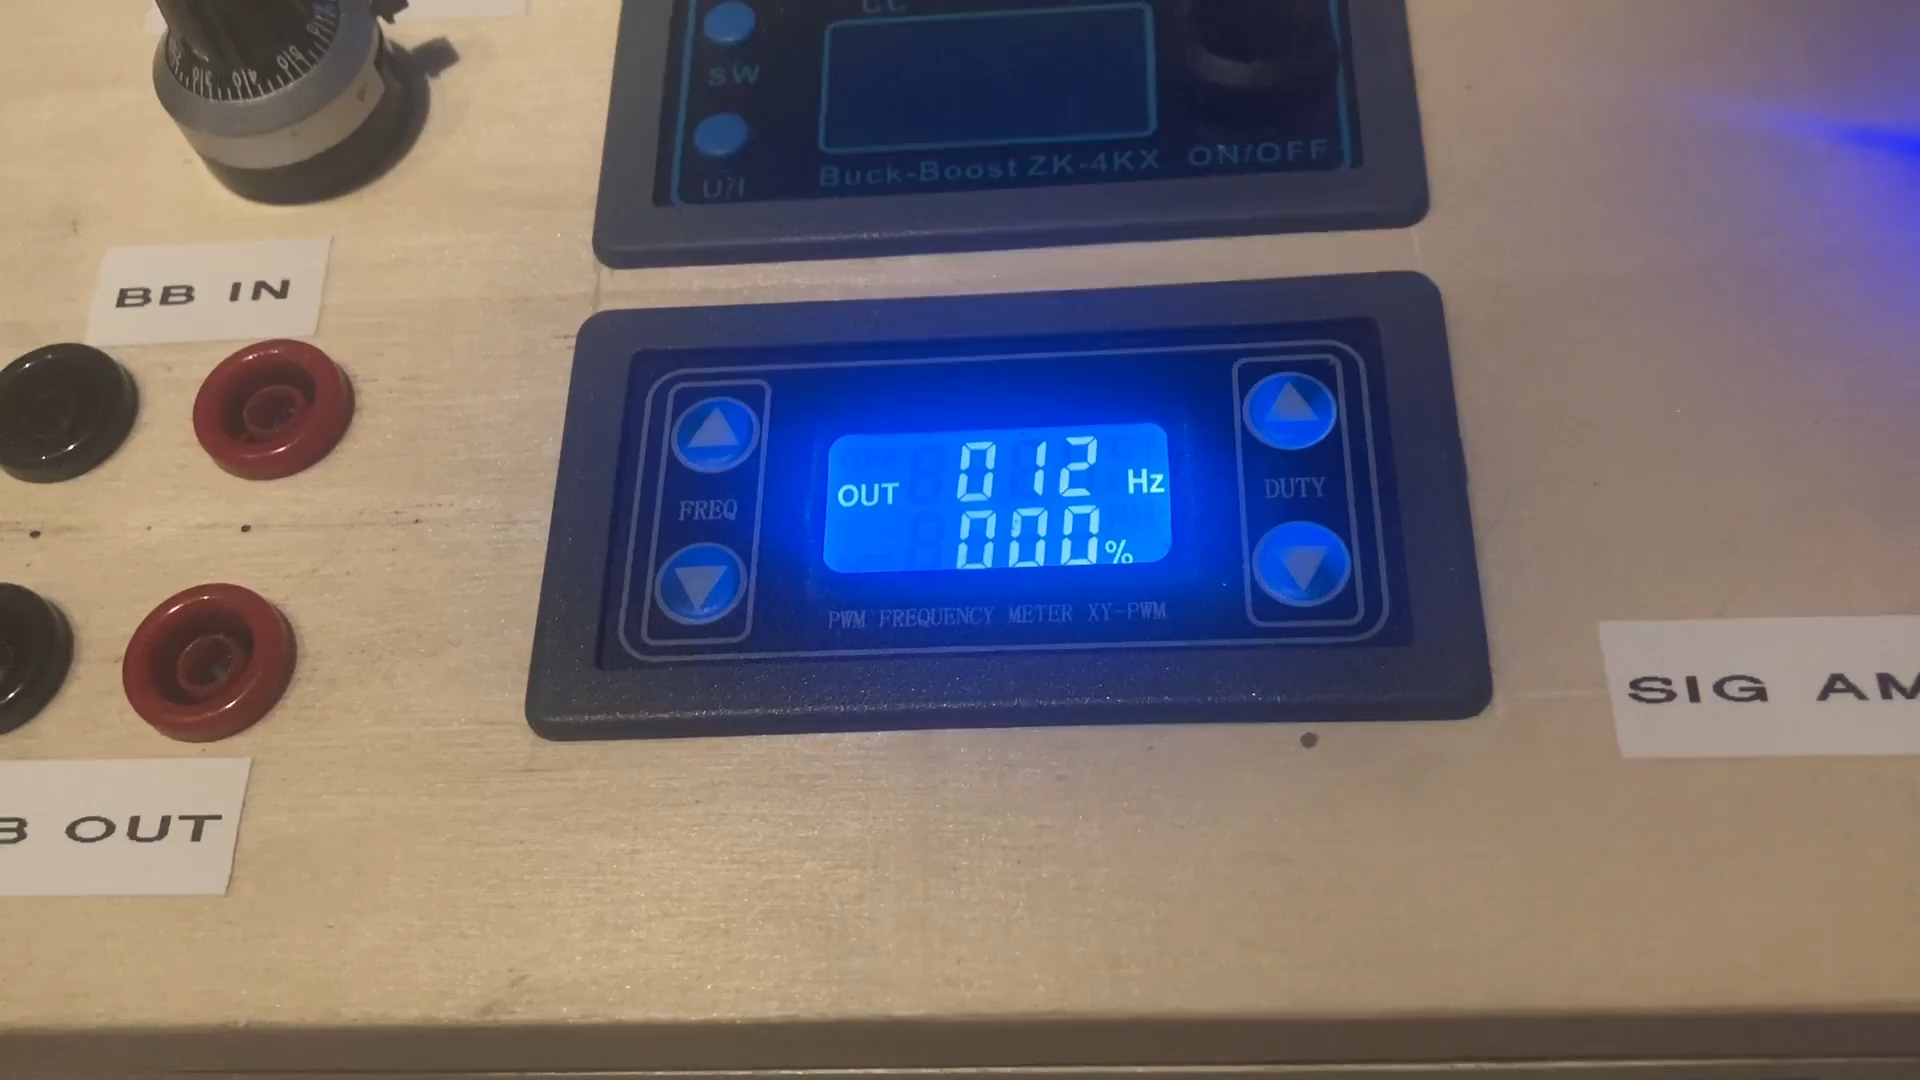 SW
U/I
Buck-Boost ZK-4KX ON/OFF
BB IN
FREQ
OUT 012 Hz
000%
DUTY
PWM FREQUENCY METER XY-PWM
SIG AM
B OUT